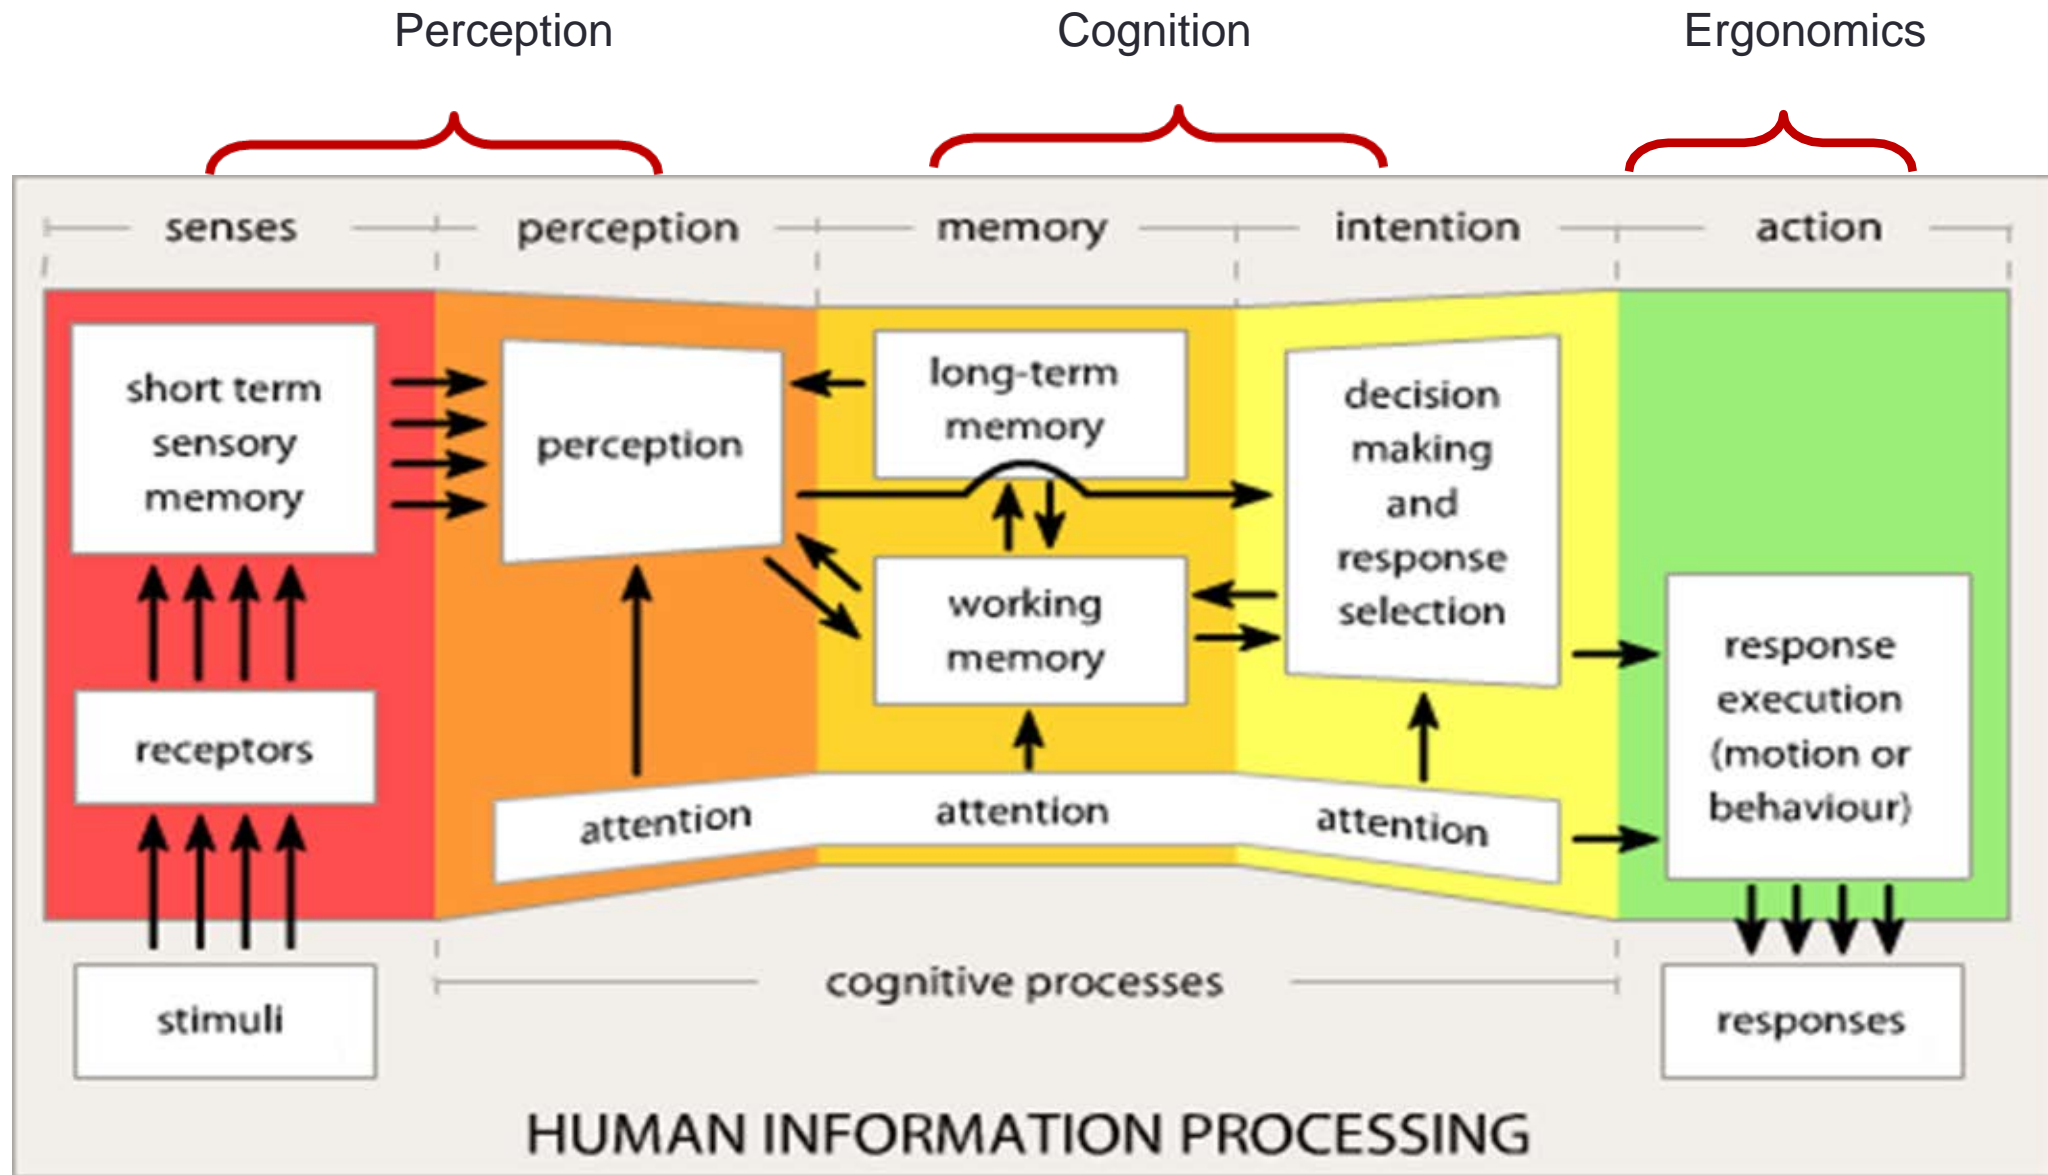 Perception
Cognition
Ergonomics
senses
perception
memory
intention
action
short term
sensory
memory
perception
long-term
memory
decision
making
and
response
selection
working
memory
response
execution
(motion or
behaviour)
receptors
attention
attention
attention
stimuli
cognitive processes
responses
HUMAN INFORMATION PROCESSING